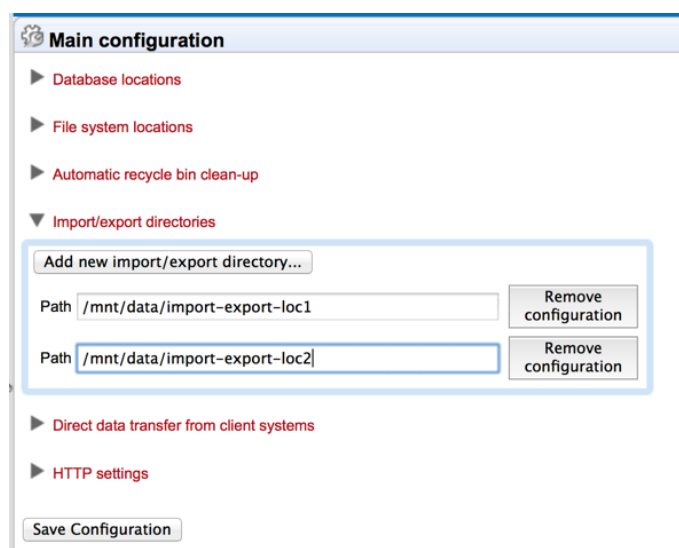 Main configuration
Database locations
File system locations
Automatic recycle bin clean-up
Import/export directories
Add new import/export directory...
Path /mnt/data/import-export-loc1 Remove configuration
Path /mnt/data/import-export-loc2 Remove configuration
Direct data transfer from client systems
HTTP settings
Save Configuration